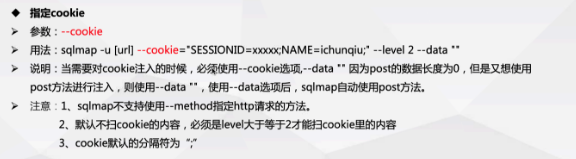 指定cookie
参数：--cookie
用法：sqlmap -u [url] --cookie="SESSIONID=xxxxx;NAME=ichunqiu;" --level 2 --data ""
说明：当需要对cookie注入的时候，必须使用--cookie选项,--data "" 因为post的数据长度为0，但是又想使用
post方法进行注入，则使用--data ""，使用--data选项后，sqlmap自动使用post方法。
注意：1、sqlmap不支持使用--method指定http请求的方法。
2、默认不扫cookie的内容，必须是level大于等于2才能扫cookie里的内容
3、cookie默认的分隔符为 “;”